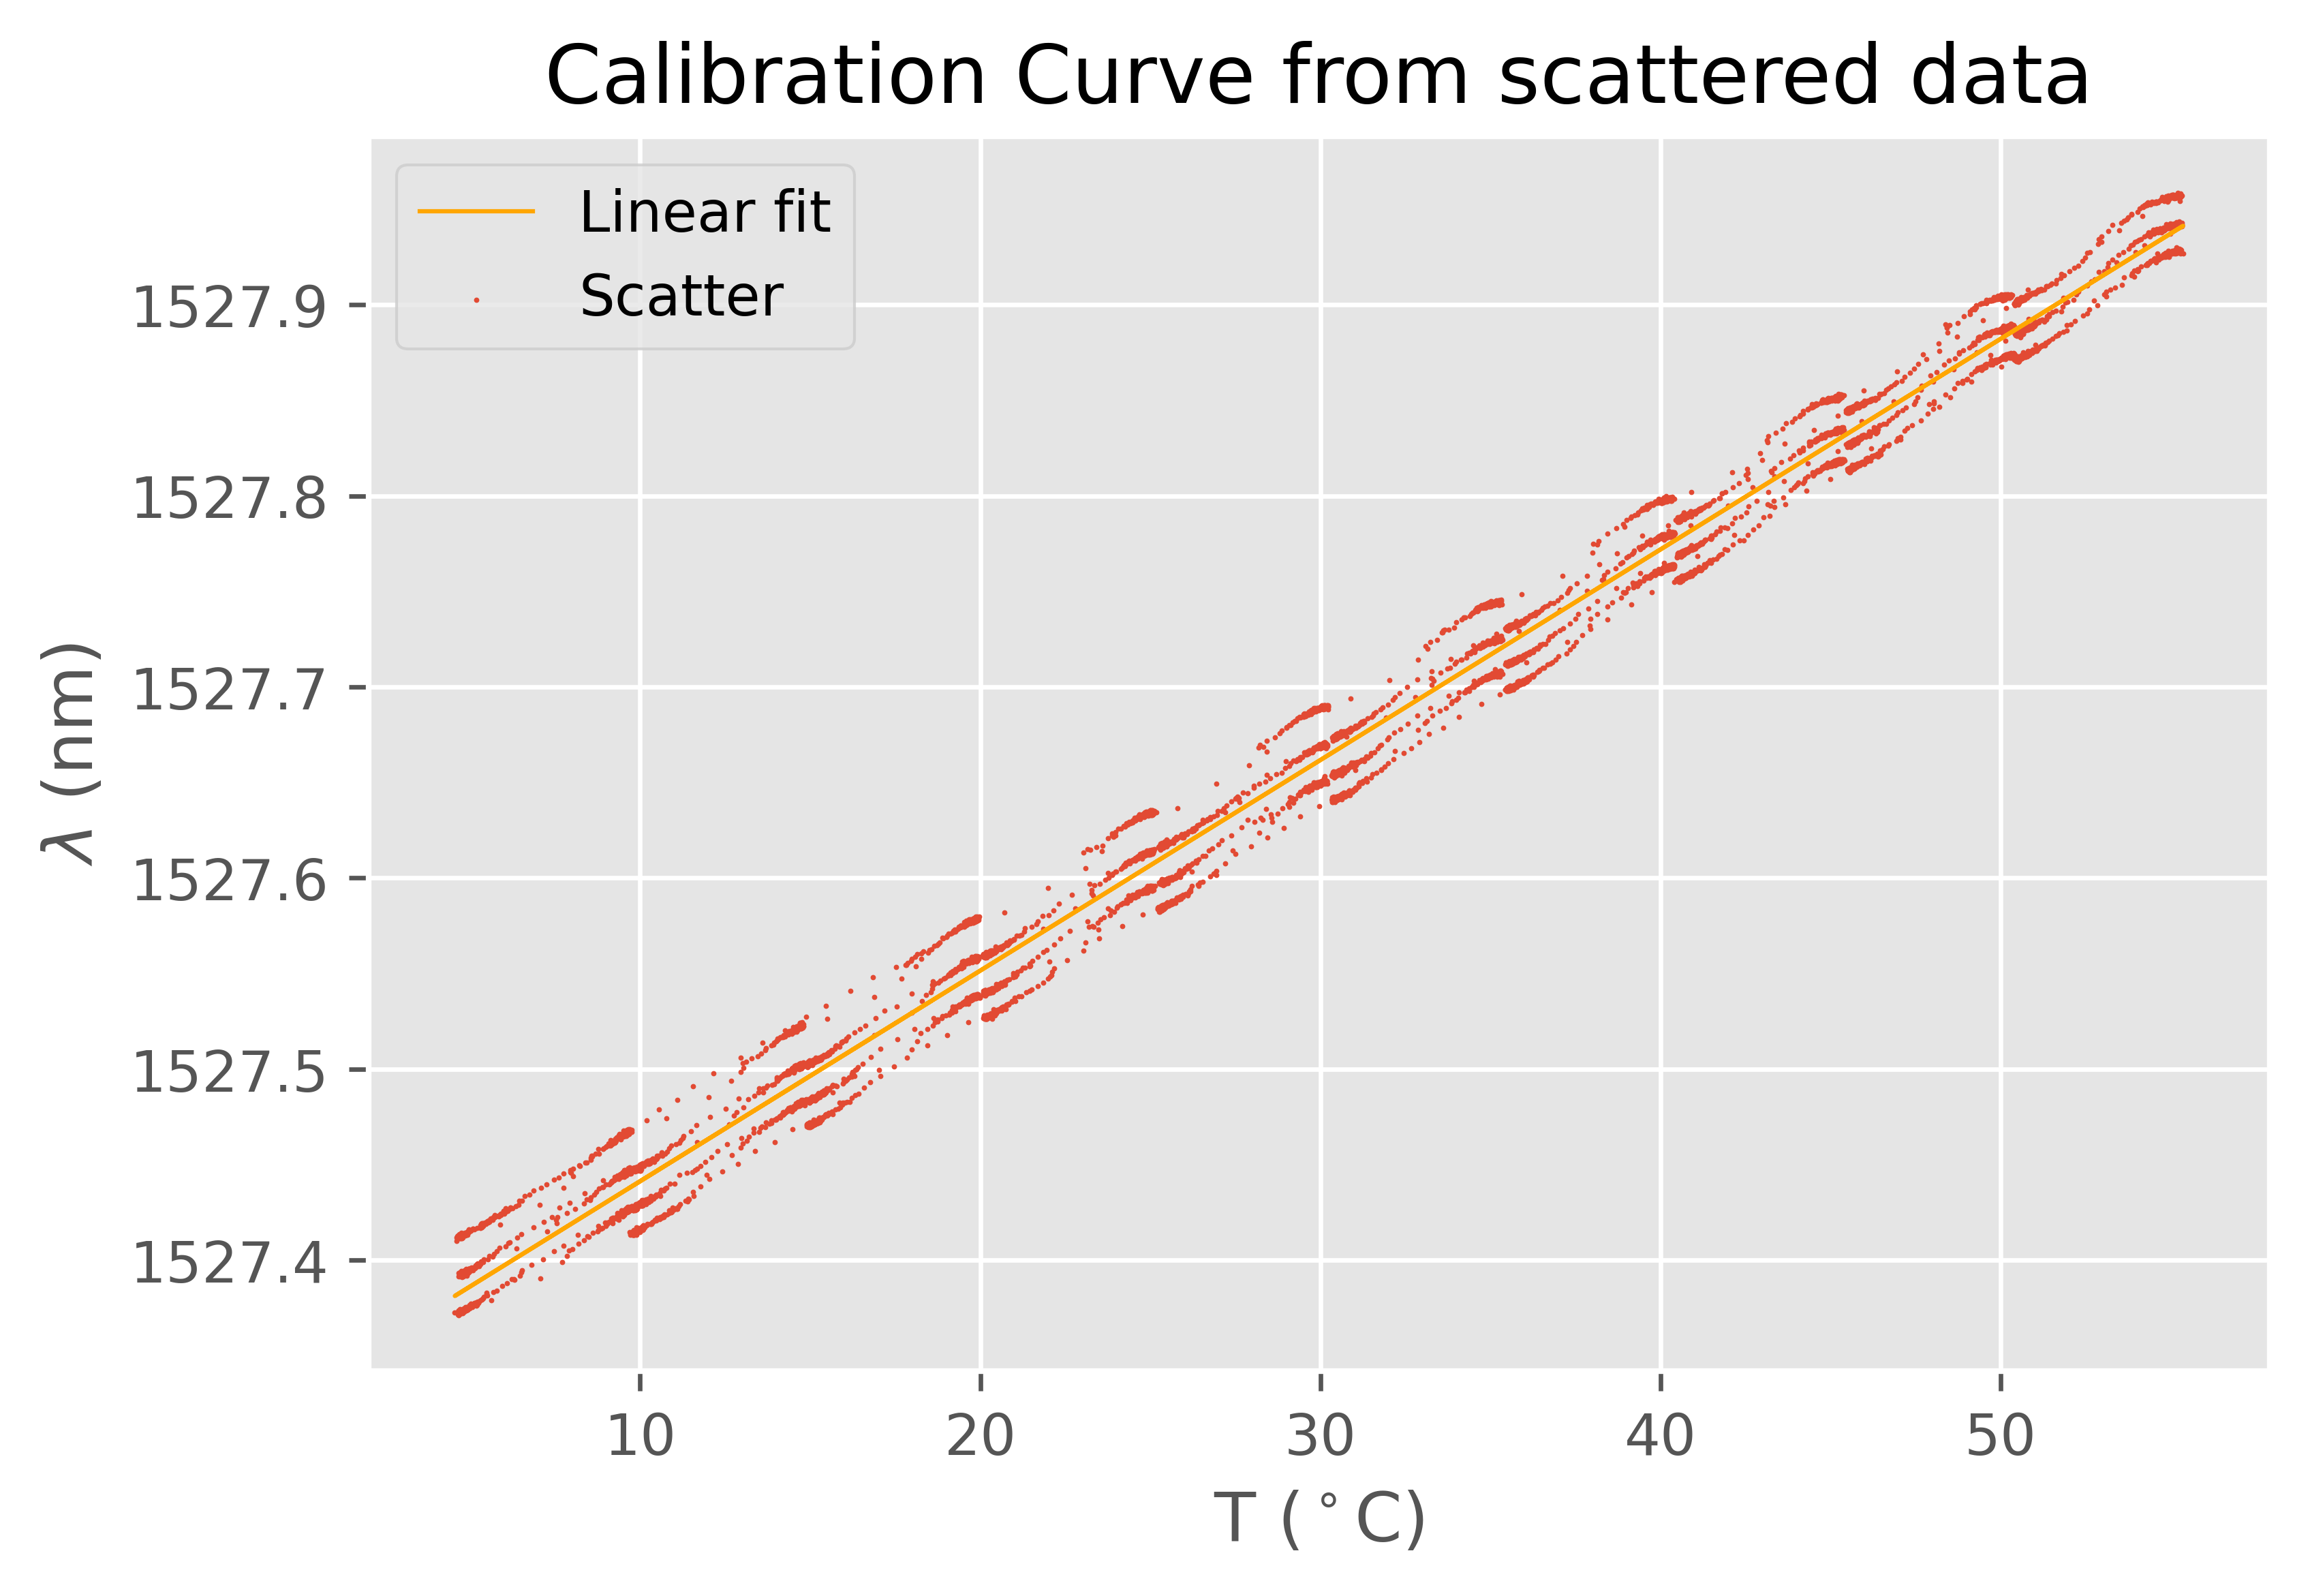 Calibration Curve from scattered data
Linear fit
Scatter
λ (nm)
1527.9
1527.8
1527.7
1527.6
1527.5
1527.4
10 20 30 40 50
T (°C)